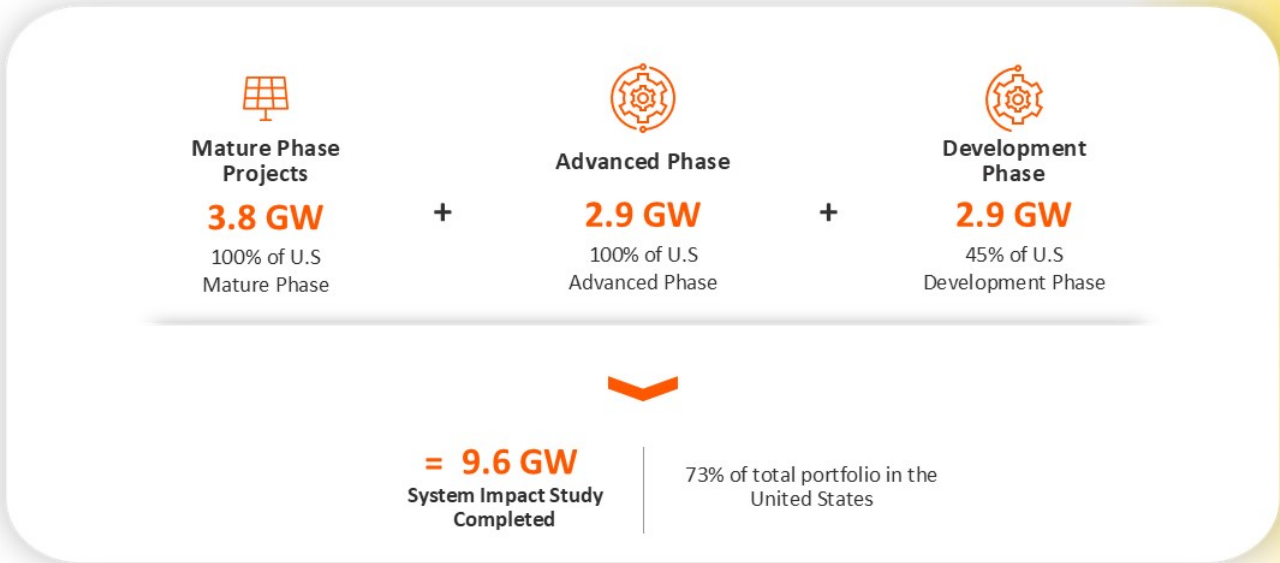 Mature Phase
Projects
3.8 GW
100% of U.S
Mature Phase
+
Advanced Phase
2.9 GW
100% of U.S
Advanced Phase
+
Development
Phase
2.9 GW
45% of U.S
Development Phase
= 9.6 GW
System Impact Study
Completed
73% of total portfolio in the
United States